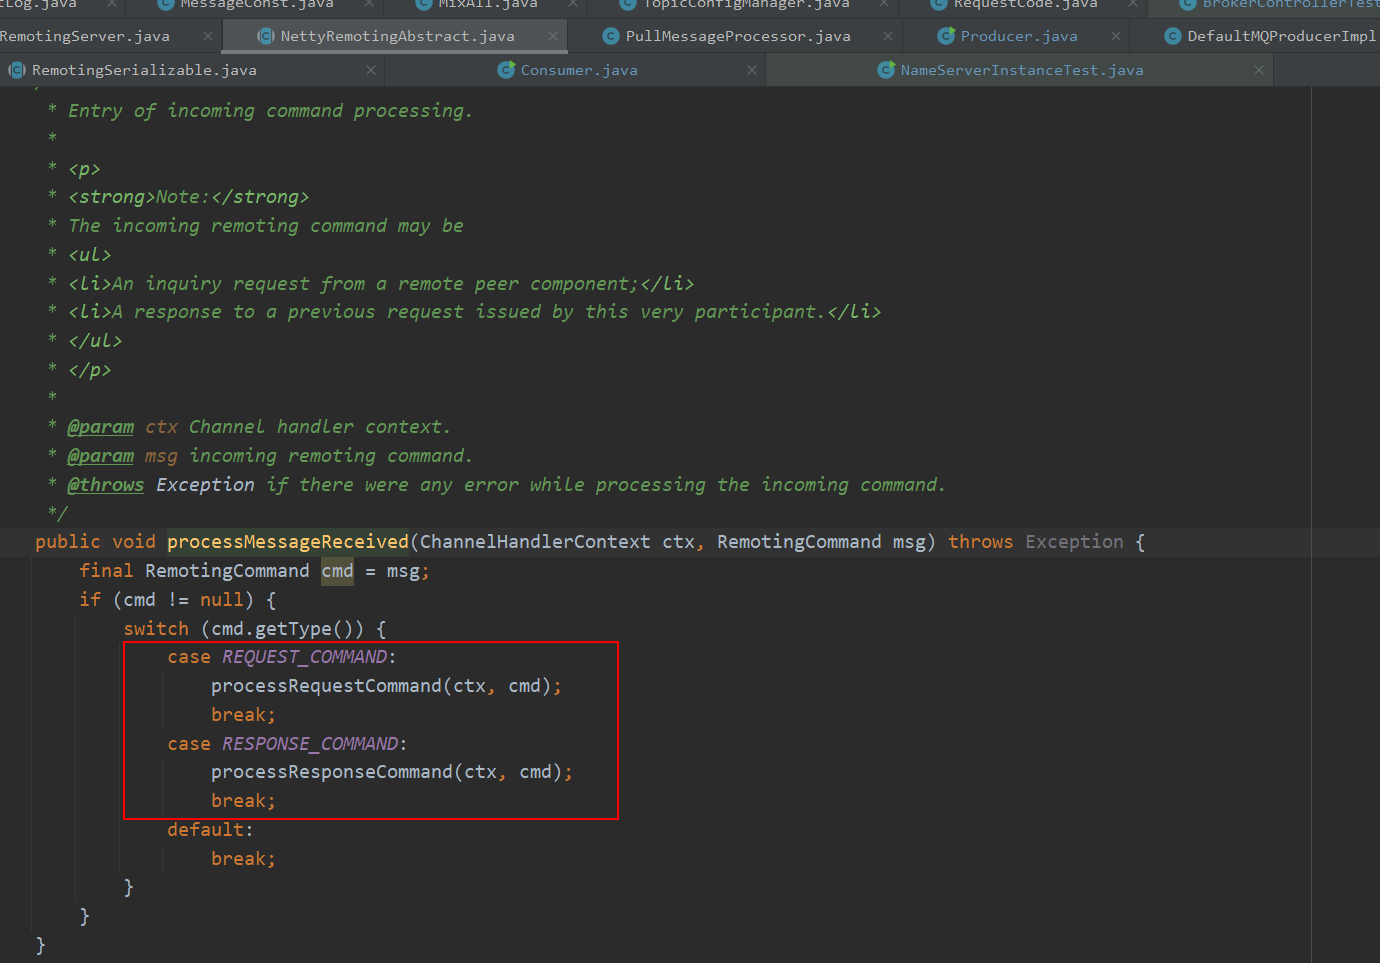 tLog.java MessageConst.java MixAll.java TopicConfigManager.java RequestCode.java BrokerControllerTest
RemotingServer.java NettyRemotingAbstract.java PullMessageProcessor.java Producer.java DefaultMQProducerImpl
RemotingSerializable.java Consumer.java NameServerInstanceTest.java
* Entry of incoming command processing.
*
* <p>
* <strong>Note:</strong>
* The incoming remoting command may be
* <ul>
* <li>An inquiry request from a remote peer component;</li>
* <li>A response to a previous request issued by this very participant.</li>
* </ul>
* </p>
*
* @param ctx Channel handler context.
* @param msg incoming remoting command.
* @throws Exception if there were any error while processing the incoming command.
*/
public void processMessageReceived(ChannelHandlerContext ctx, RemotingCommand msg) throws Exception {
final RemotingCommand cmd = msg;
if (cmd != null) {
switch (cmd.getType()) {
case REQUEST_COMMAND:
processRequestCommand(ctx, cmd);
break;
case RESPONSE_COMMAND:
processResponseCommand(ctx, cmd);
break;
default:
break;
}
}
}